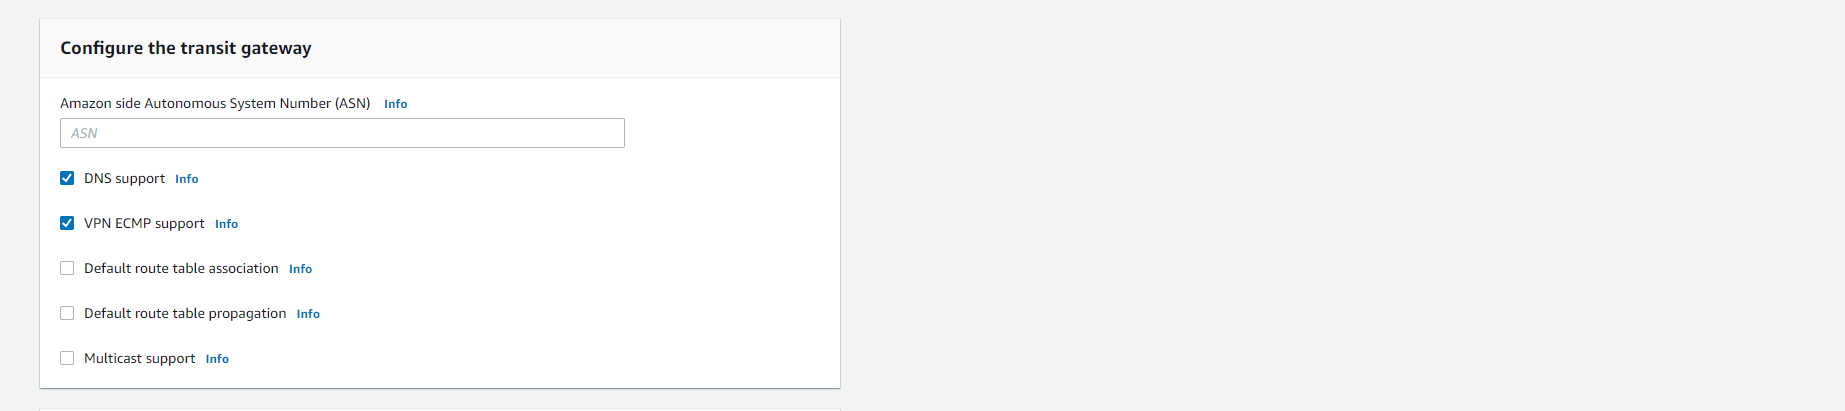 Configure the transit gateway
Amazon side Autonomous System Number (ASN) Info
ASN
DNS support Info
VPN ECMP support Info
Default route table association Info
Default route table propagation Info
Multicast support Info